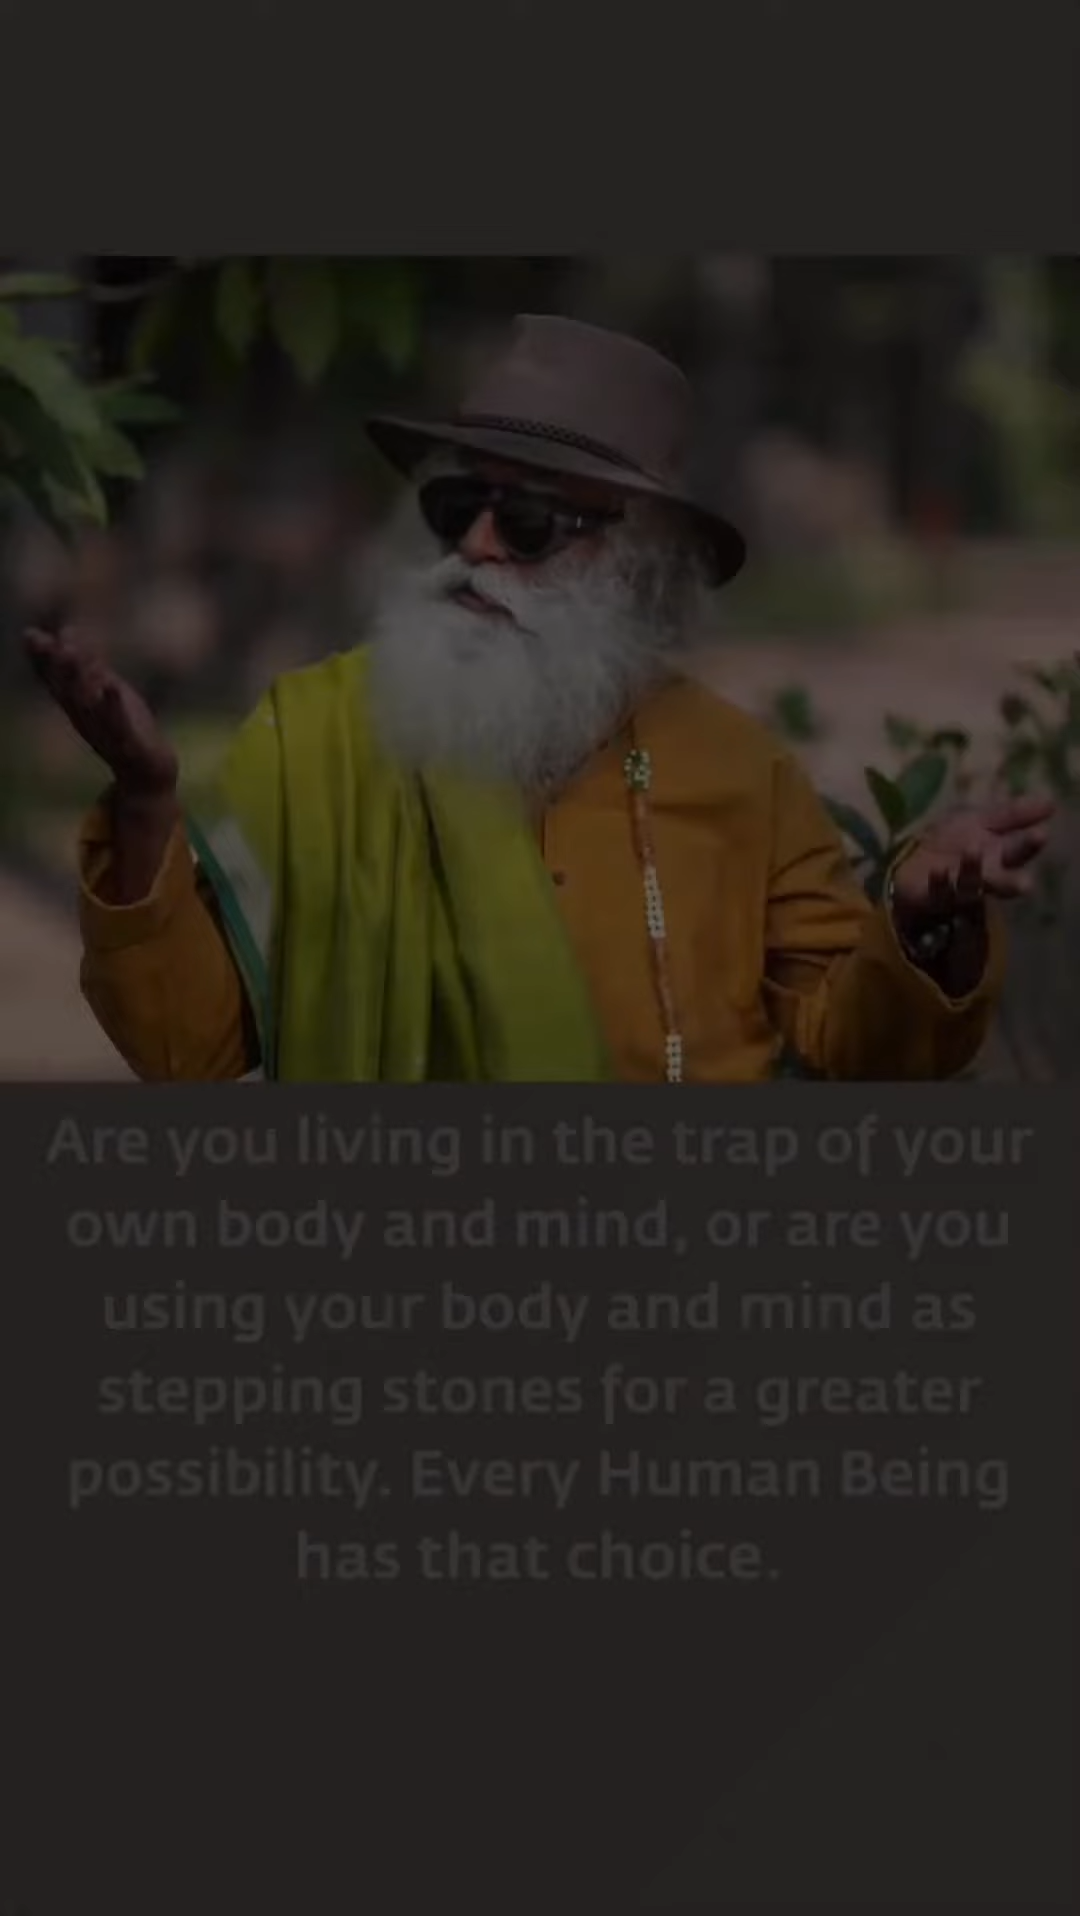 Are you living in the trap of your
own body and mind, or are you
using your body and mind as
stepping stones for a greater
possibility. Every Human Being
has that choice.